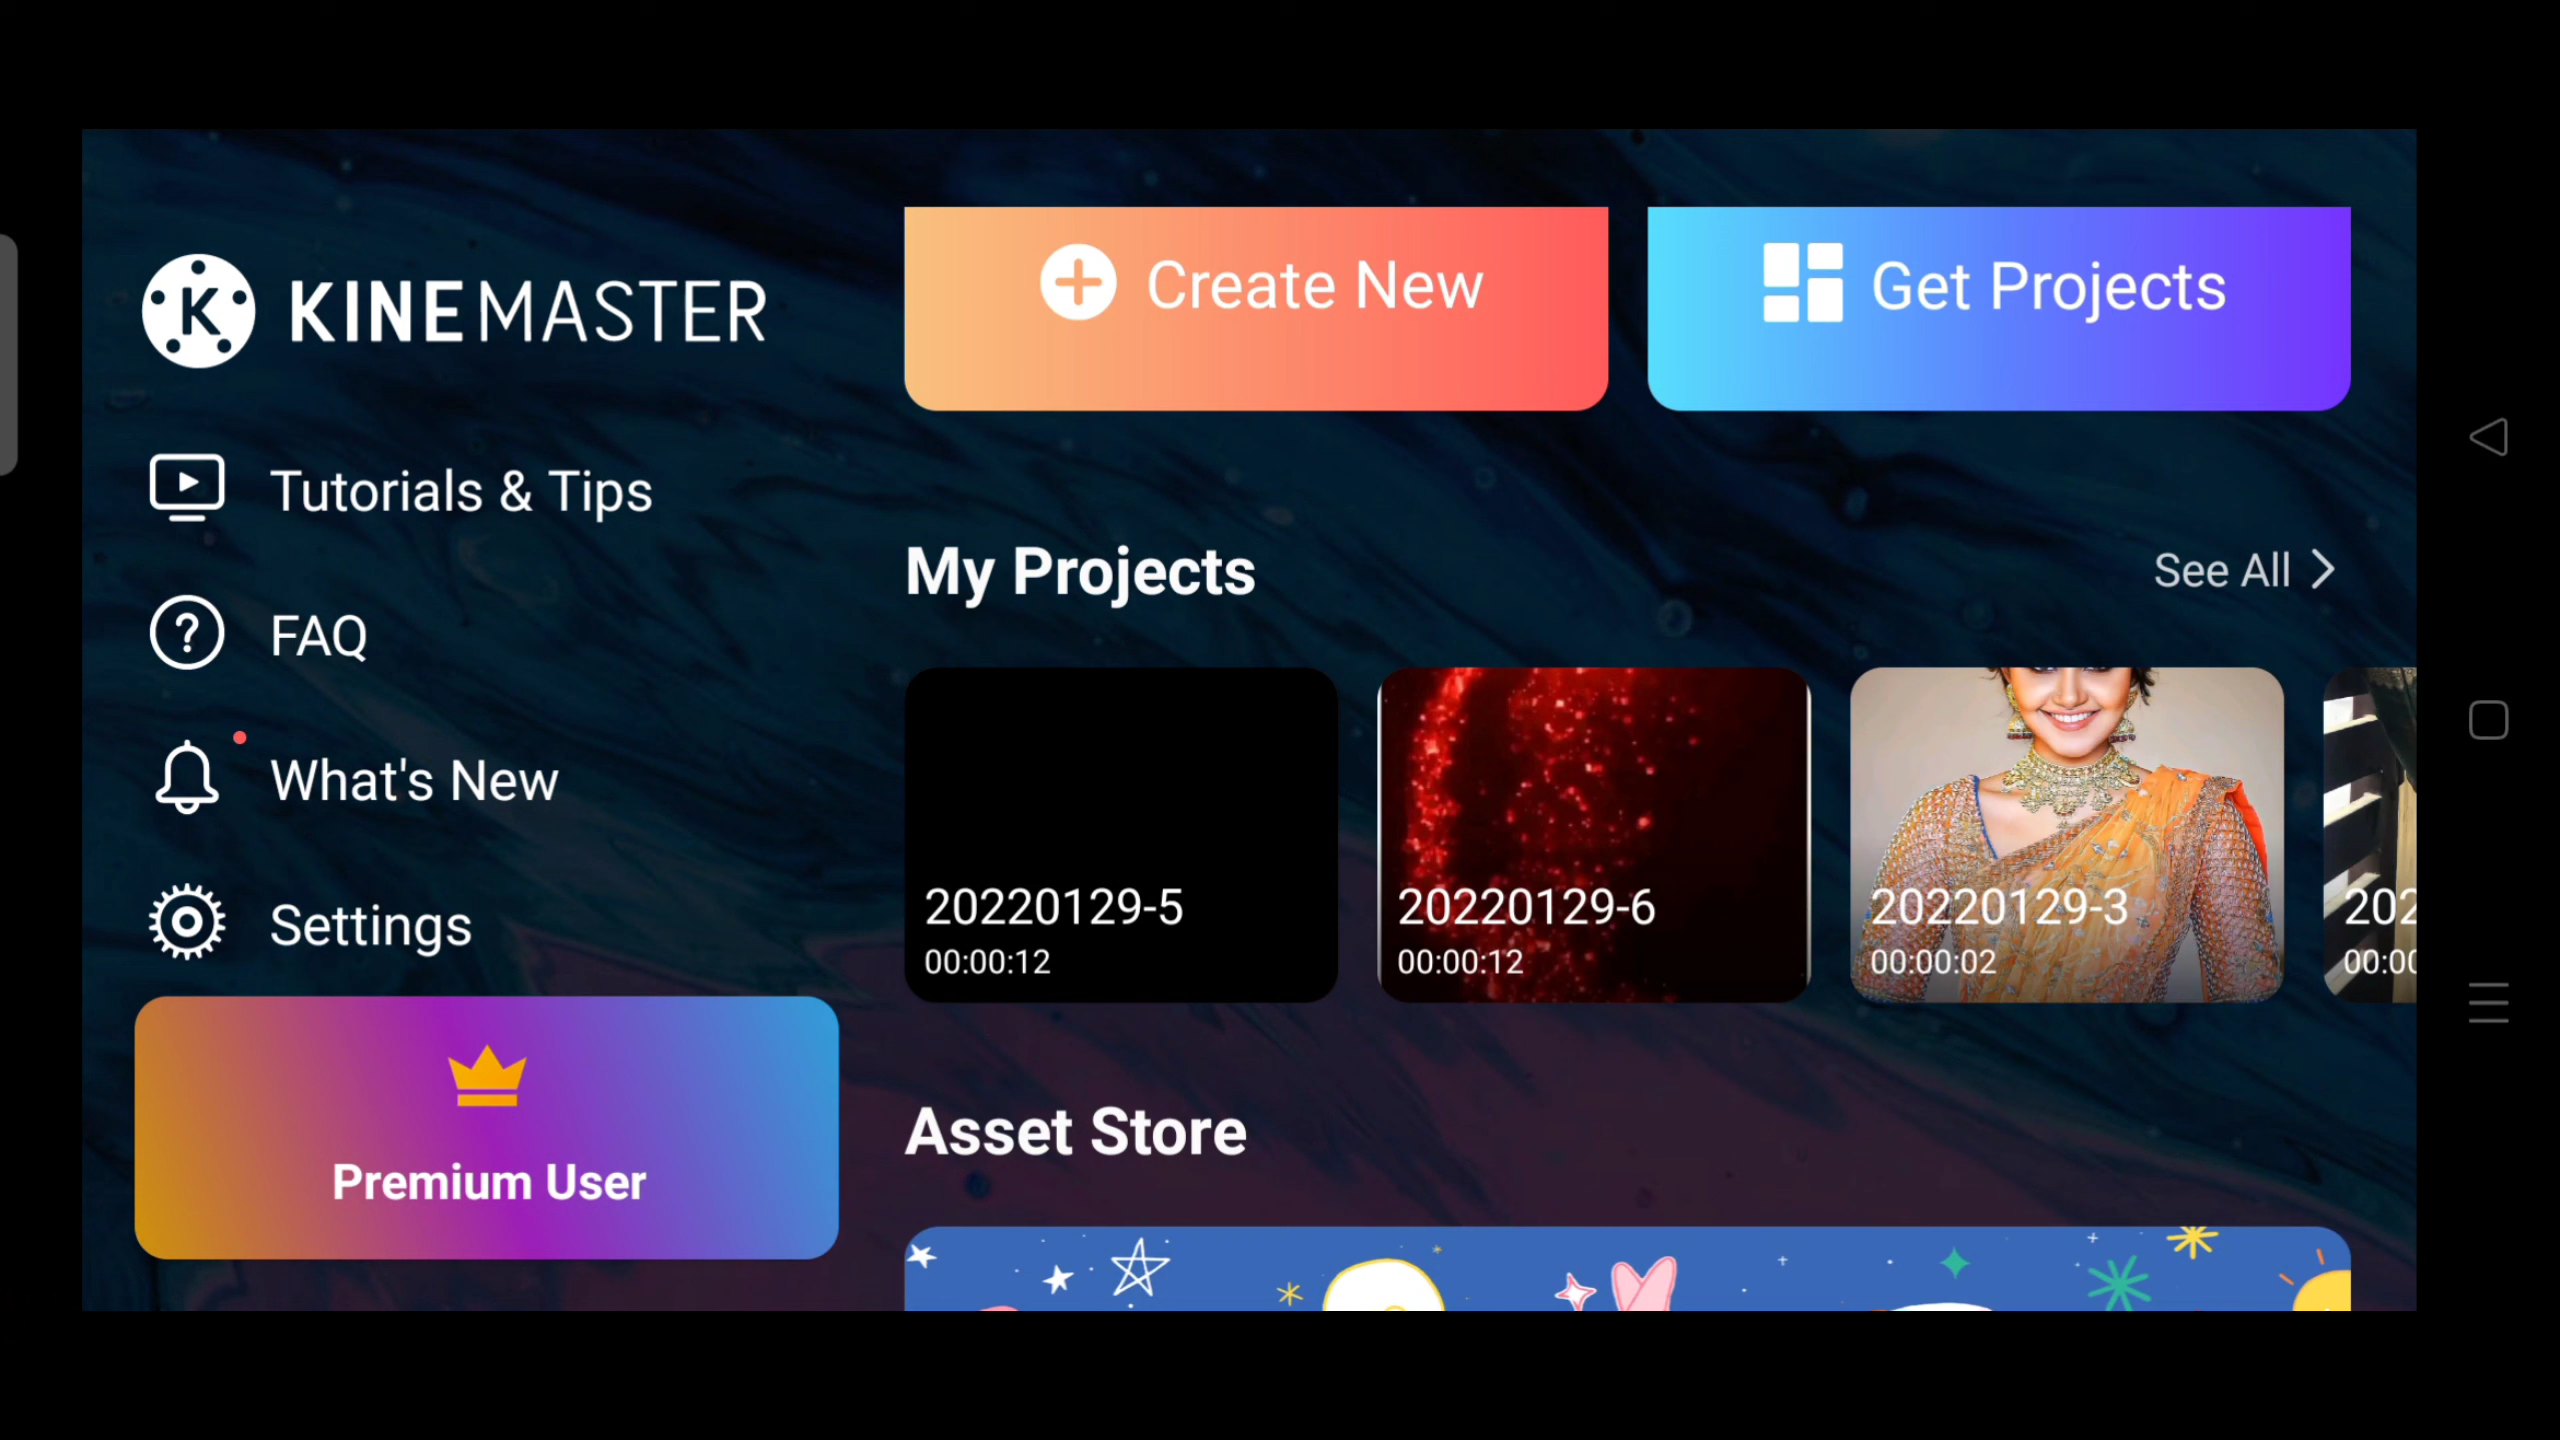 KINEMASTER
Tutorials & Tips
FAQ
What's New
Settings
Premium User
Create New
Get Projects
My Projects
See All
20220129-5
00:00:12
20220129-6
00:00:12
20220129-3
00:00:02
Asset Store